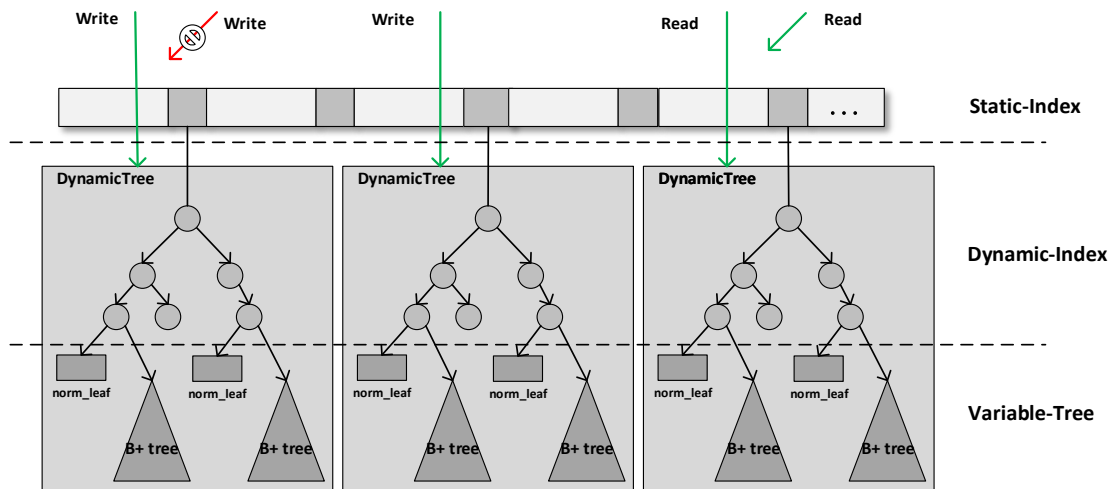 Write
Write
Write
Read
Read
...
Static-Index
DynamicTree
DynamicTree
DynamicTree
Dynamic-Index
norm_leaf
norm_leaf
norm_leaf
norm_leaf
norm_leaf
norm_leaf
Variable-Tree
B+ tree
B+ tree
B+ tree
B+ tree
B+ tree
B+ tree